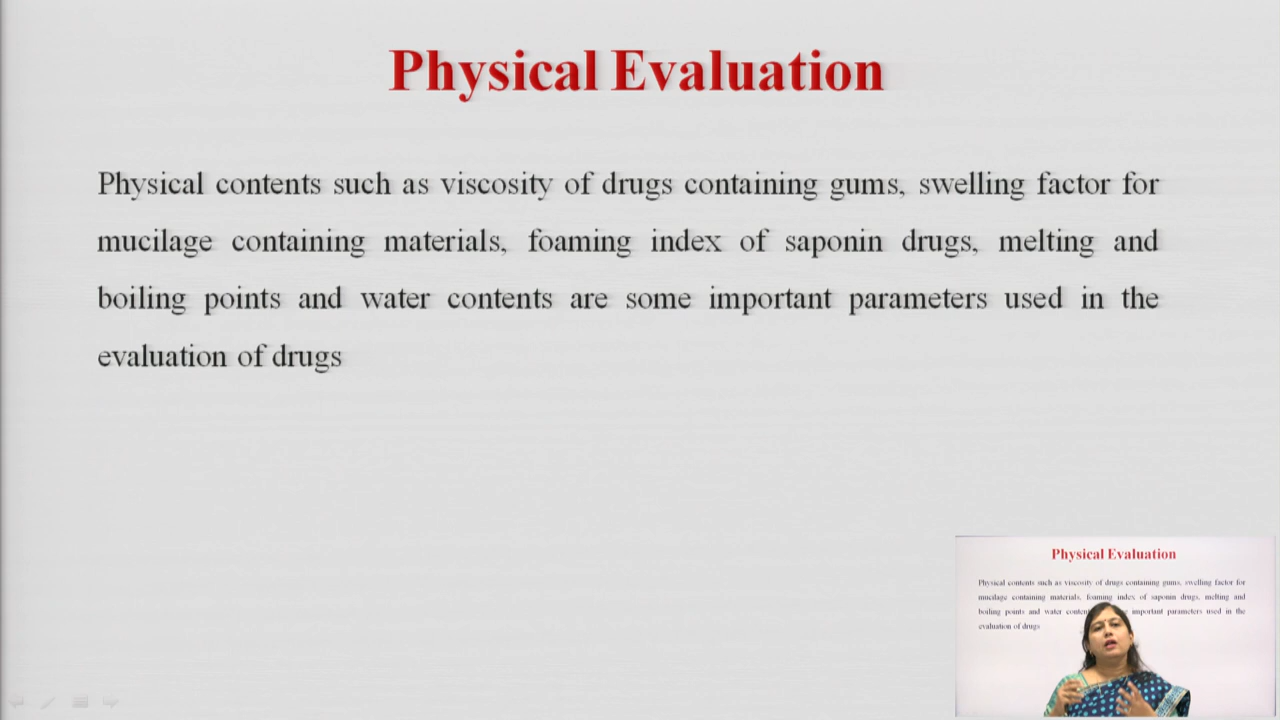 Physical Evaluation
Physical contents such as viscosity of drugs containing gums, swelling factor for
mucilage containing materials, foaming index of saponin drugs, melting and
boiling points and water contents are some important parameters used in the
evaluation of drugs
Physical Evaluation
Physical contents such as viscosity of drugs containing gums, swelling factor for
mucilage containing materials, foaming index of saponin drugs, melting and
boiling points and water important parameters used in the
evaluation of drugs